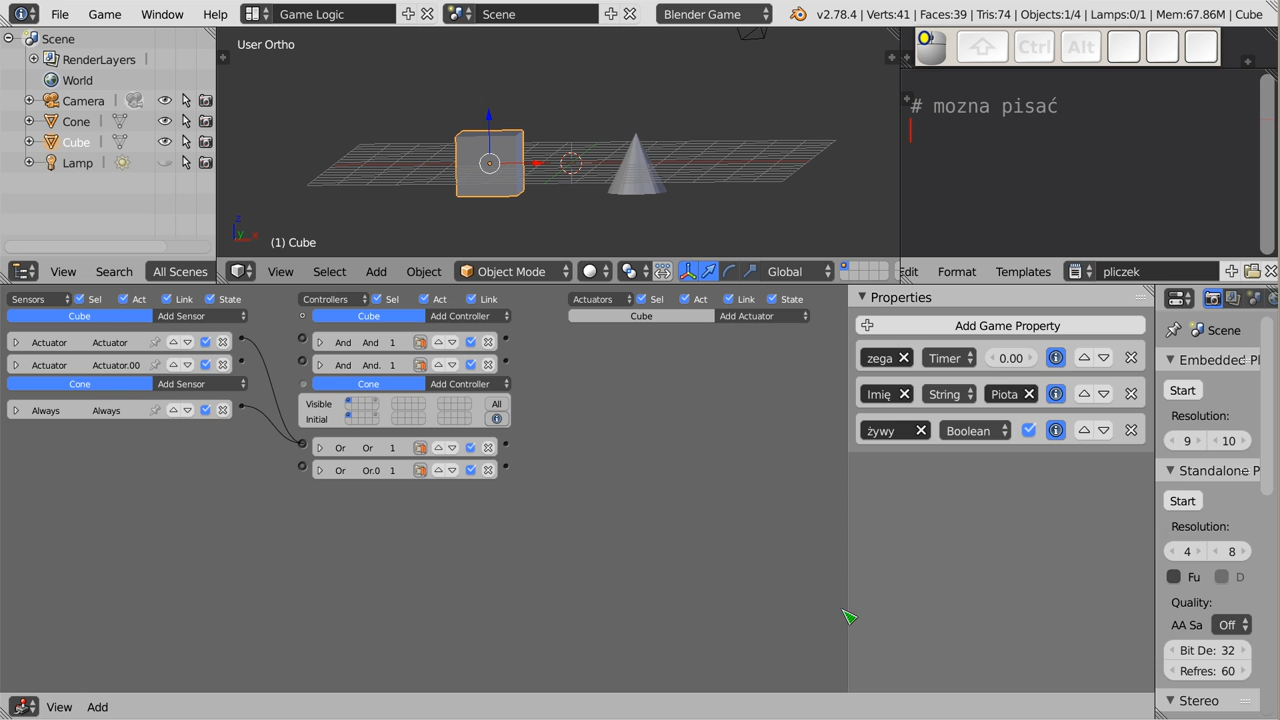 File Game Window Help Game Logic Scene Blender Game v2.78.4 | Verts:41 | Faces:39 | Tris:74 | Objects:1/4 | Lamps:0/1 | Mem:67.86M | Cube
Scene
RenderLayers
World
Camera
Cone
Cube
Lamp
View Search All Scenes
User Ortho
(1) Cube
View Select Add Object Object Mode Global
Ctrl Alt
# mozna pisać
Edit Format Templates pliczek
Sensors Sel Act Link State
Cube Add Sensor
Actuator Actuator
Actuator Actuator.00
Cone Add Sensor
Always Always
Controllers Sel Act Link
Cube Add Controller
And And 1
And And. 1
Cone Add Controller
Visible All
Initial
Or Or 1
Or Or.0 1
Actuators Sel Act Link State
Cube Add Actuator
Properties
Add Game Property
zega Timer 0.00
Imię String Piota
żywy Boolean
Scene
Embedded Pl
Start
Resolution:
9 10
Standalone P
Start
Resolution:
4 8
Fu D
Quality:
AA Sa Off
Bit De: 32
Refres: 60
Stereo
View Add